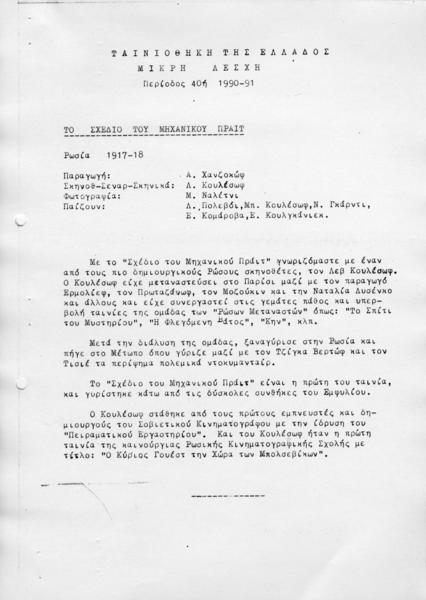 ΤΑΙΝΙΟΘΗΚΗ ΤΗΣ ΕΛΛΑΔΟΣ
ΜΙΚΡΗ ΛΕΣΧΗ
Περίοδος 40ή 1990-91
ΤΟ ΣΧΕΔΙΟ ΤΟΥ ΜΗΧΑΝΙΚΟΥ ΠΡΑΙΤ
Ρωσία 1917-18
Παραγωγή: Α. Χανζοκώφ
Σκηνοθ-Σεναρ-Σκηνικά: Λ. Κουλέσωφ
Φωτογραφία: Μ. Ναλέτνι
Παίζουν: Λ. Πολεβόι, Μπ. Κουλέσωφ, Ν. Γκάρντι,
Ε. Κομάροβα, Ε. Κουλγκάνιεκ.
Με το "Σχέδιο του Μηχανικού Πράιτ" γνωριζόμαστε με έναν
από τους πιο δημιουργικούς Ρώσους σκηνοθέτες, τον Λεβ Κουλέσωφ.
Ο Κουλέσωφ είχε μεταναστεύσει στο Παρίσι μαζί με τον παραγωγό
Ερμολίεφ, τον Πρωταζάνωφ, τον Μοζούκιν και την Ναταλία Λυσένκο
και άλλους και είχε συνεργαστεί στις γεμάτες πάθος και υπερ-
βολή ταινίες της ομάδας των "Ρώσων Μεταναστών" όπως: "Το Σπίτι
του Μυστηρίου", "Η Φλεγόμενη Βάτος", "Κην", κλπ.
Μετά την διάλυση της ομάδας, ξαναγύρισε στην Ρωσία και
πήγε στο Μέτωπο όπου γύριζε μαζί με τον Τζίγκα Βερτώφ και τον
Τισιέ τα περίφημα πολεμικά ντοκυμανταίρ.
Το "Σχέδιο του Μηχανικού Πράιτ" είναι η πρώτη του ταινία,
και γυρίστηκε κάτω από τις δύσκολες συνθήκες του Εμφυλίου.
Ο Κουλέσωφ στάθηκε από τους πρώτους εμπνευστές και δη-
μιουργούς του Σοβιετικού Κινηματογράφου με την ίδρυση του
"Πειραματικού Εργαστηρίου". Και του Κουλέσωφ ήταν η πρώτη
ταινία της καινούργιας Ρωσικής Κινηματογραφικής Σχολής με
τίτλο: "Ο Κύριος Γουέστ την Χώρα των Μπολσεβίκων".